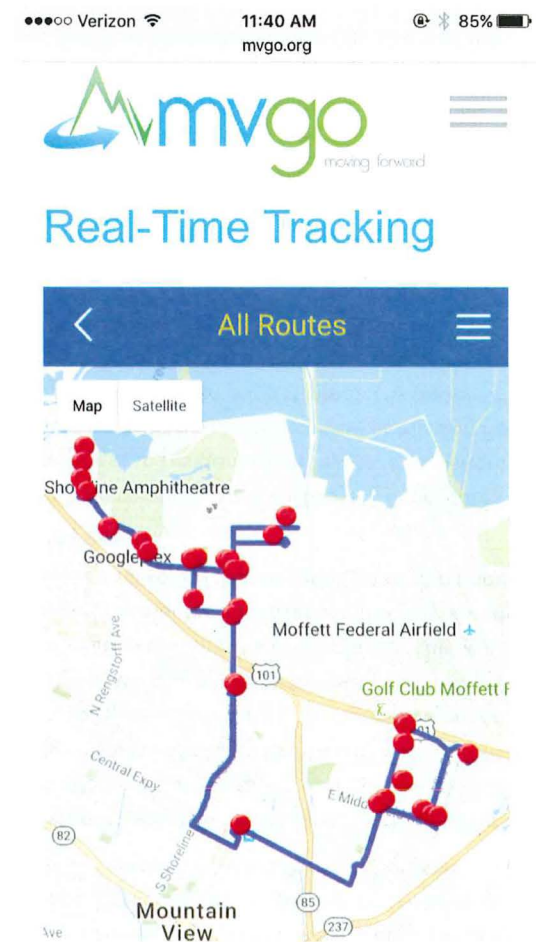 Verizon 11:40 AM 85%
mvgo.org
mvgo
moving forward
Real-Time Tracking
All Routes
Map Satellite
Shoreline Amphitheatre
Googleplex
Moffett Federal Airfield
101
N Rengstorff Ave
Golf Club Moffett F
Central Expy
82
S Shoreline
Mountain
View
85
237
Ave